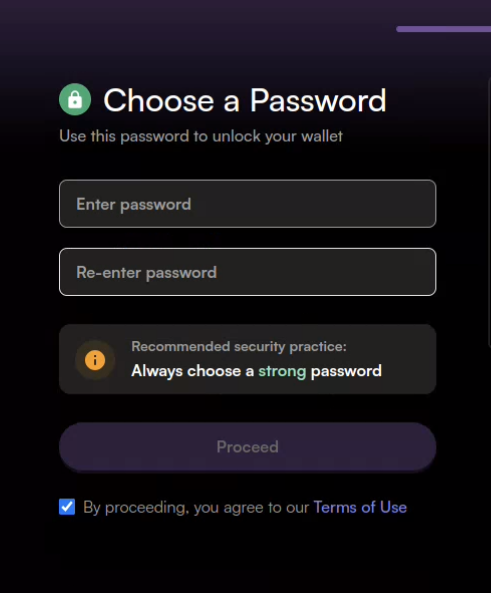 Choose a Password
Use this password to unlock your wallet
Enter password
Re-enter password
Recommended security practice:
Always choose a strong password
Proceed
By proceeding, you agree to our Terms of Use